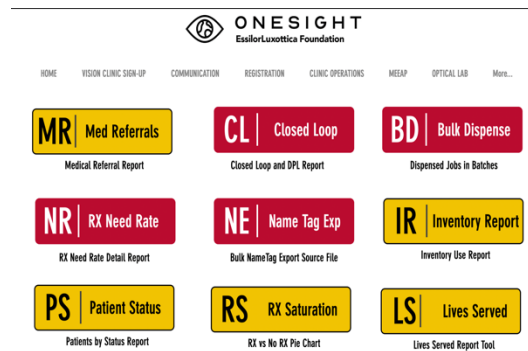 ONESIGHT
EssilorLuxottica Foundation
HOME VISION CLINIC SIGN-UP COMMUNICATION REGISTRATION CLINIC OPERATIONS MEEAP OPTICAL LAB More...
MR Med Referrals CL Closed Loop BD Bulk Dispense
Medical Referral Report Closed Loop and DPL Report Dispensed Jobs in Batches
NR RX Need Rate NE Name Tag Exp IR Inventory Report
RX Need Rate Detail Report Bulk NameTag Export Source File Inventory Use Report
PS Patient Status RS RX Saturation LS Lives Served
Patients by Status Report RX vs No RX Pie Chart Lives Served Report Tool